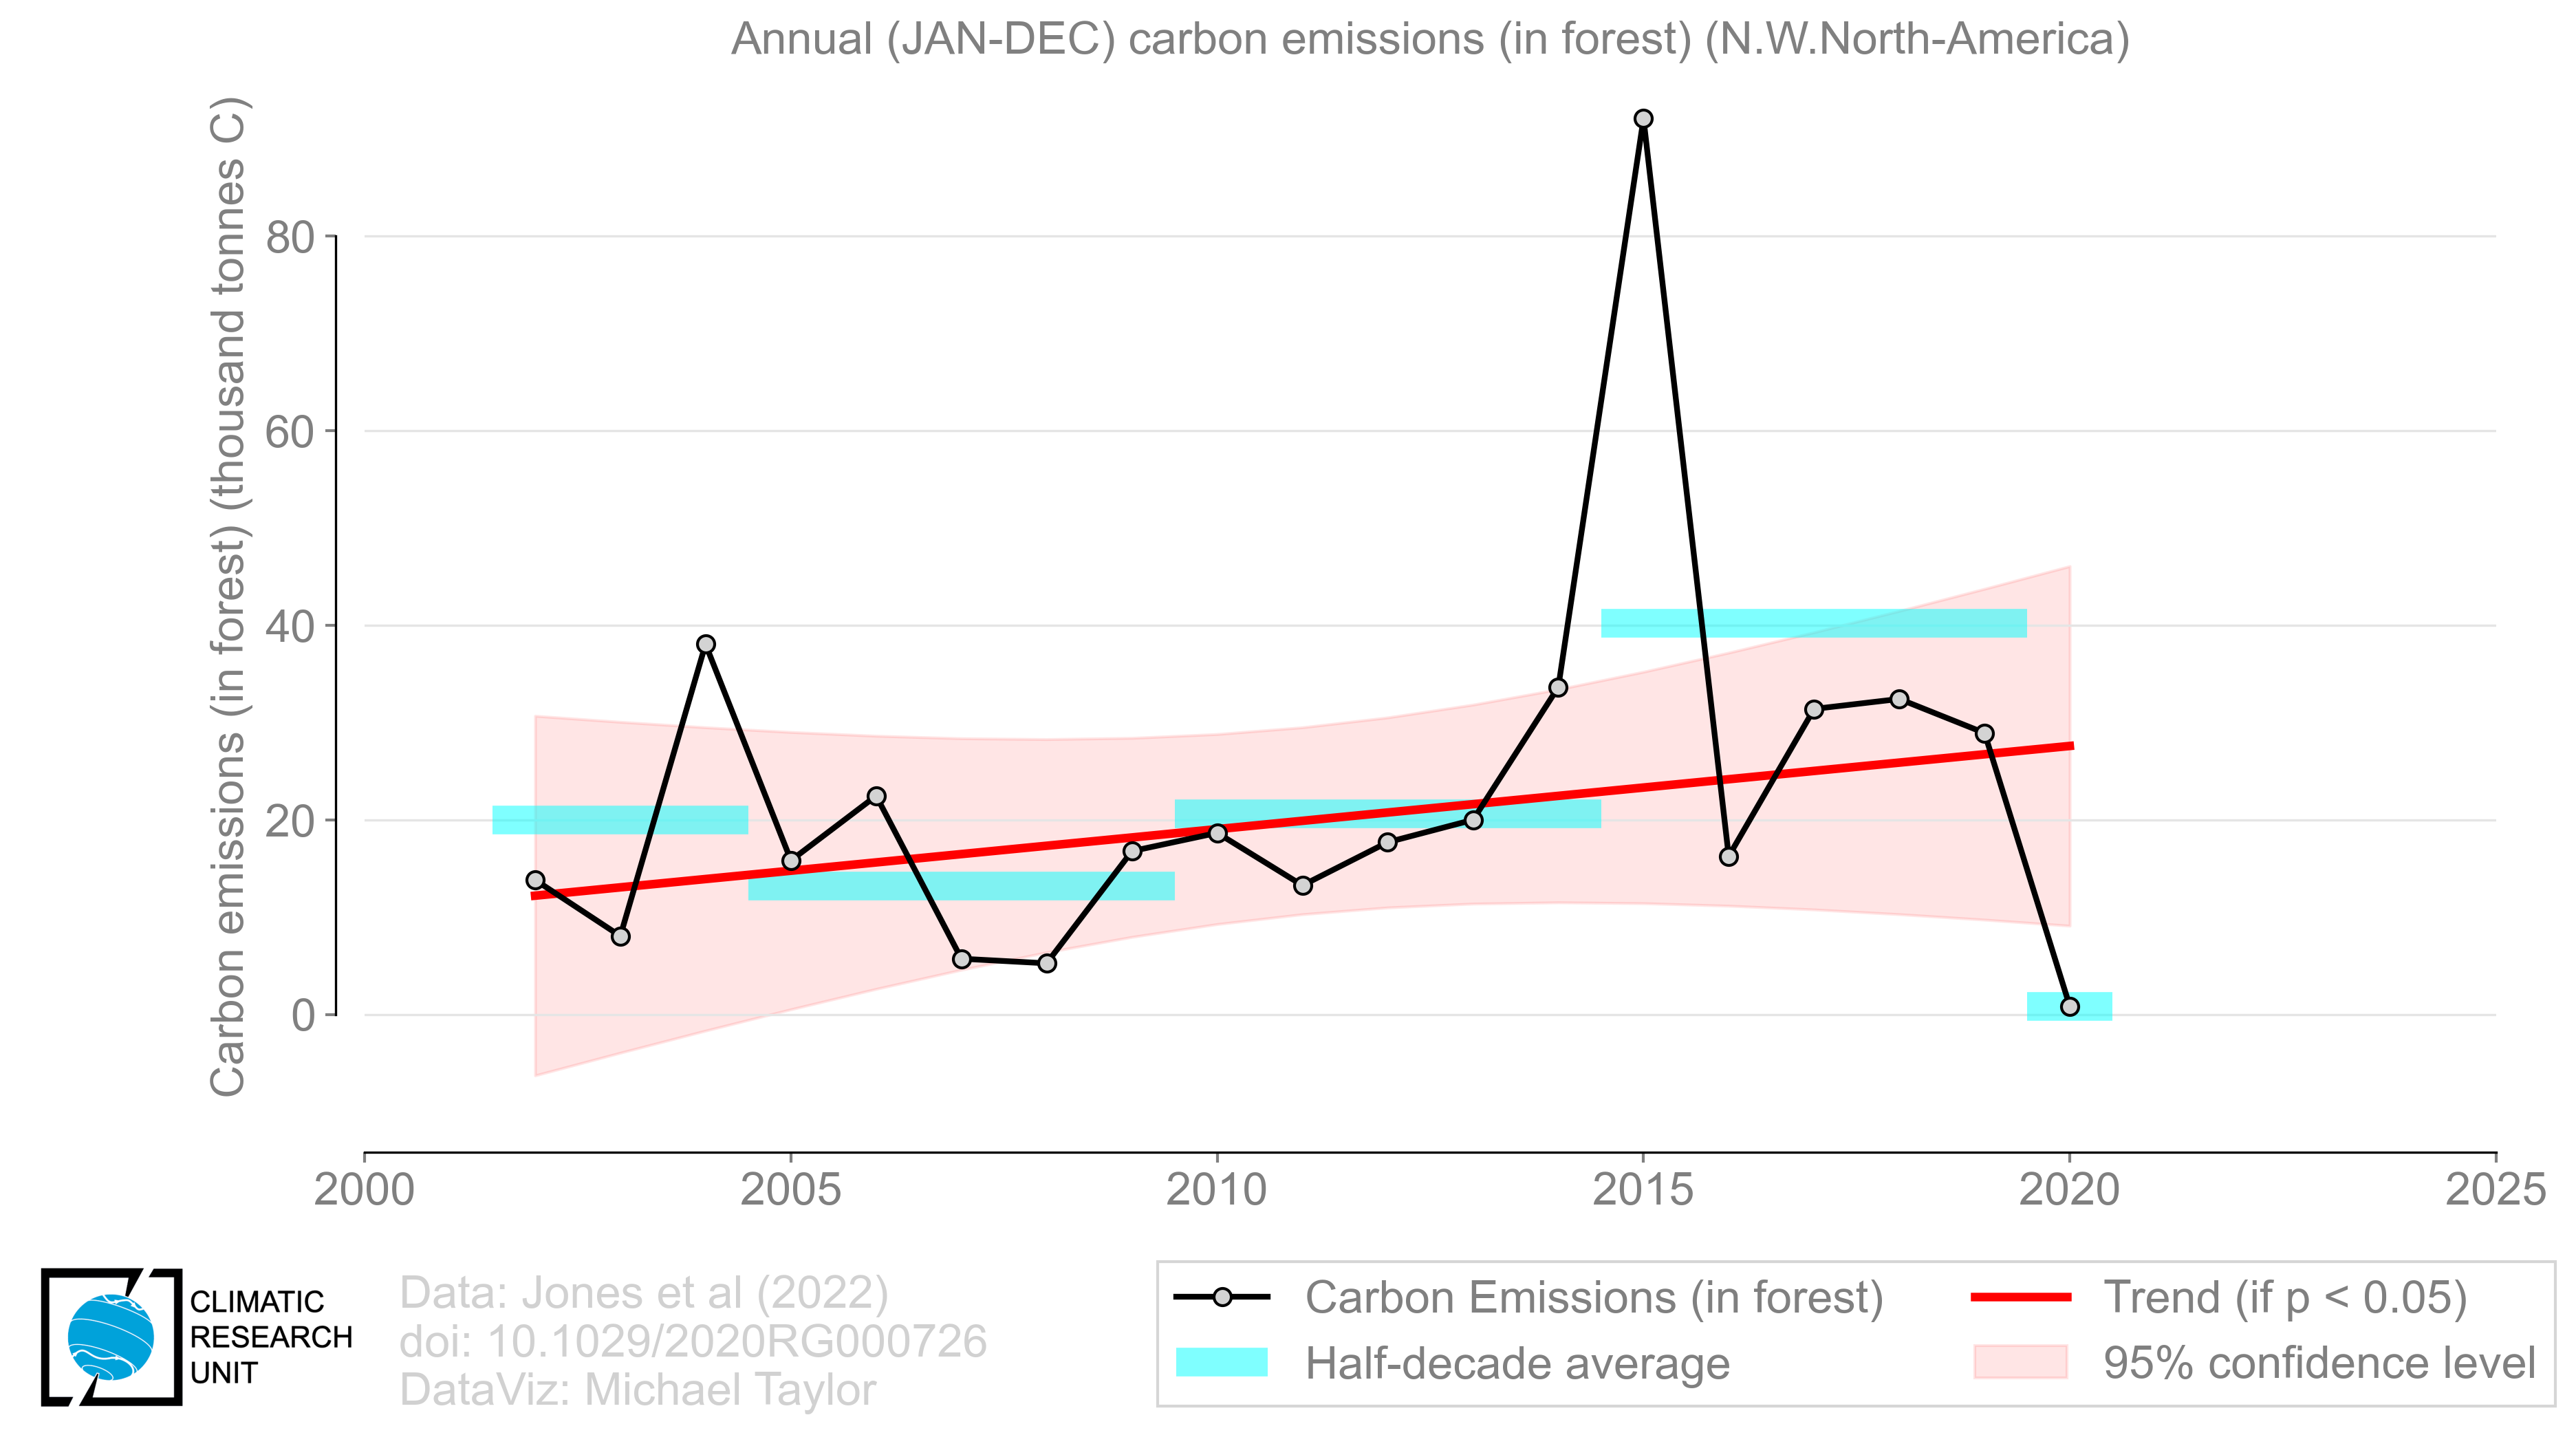 Annual (JAN-DEC) carbon emissions (in forest) (N.W.North-America)
Carbon emissions (in forest) (thousand tonnes C)
80
60
40
20
0
2000
2005
2010
2015
2020
2025
CLIMATIC
RESEARCH
UNIT
Data: Jones et al (2022)
doi: 10.1029/2020RG000726
DataViz: Michael Taylor
Carbon Emissions (in forest)
Half-decade average
Trend (if p < 0.05)
95% confidence level